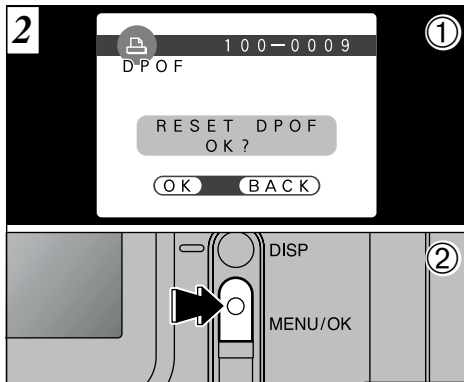 2
①
100-0009
DPOF
RESET DPOF
OK?
OK BACK
②
DISP
MENU/OK